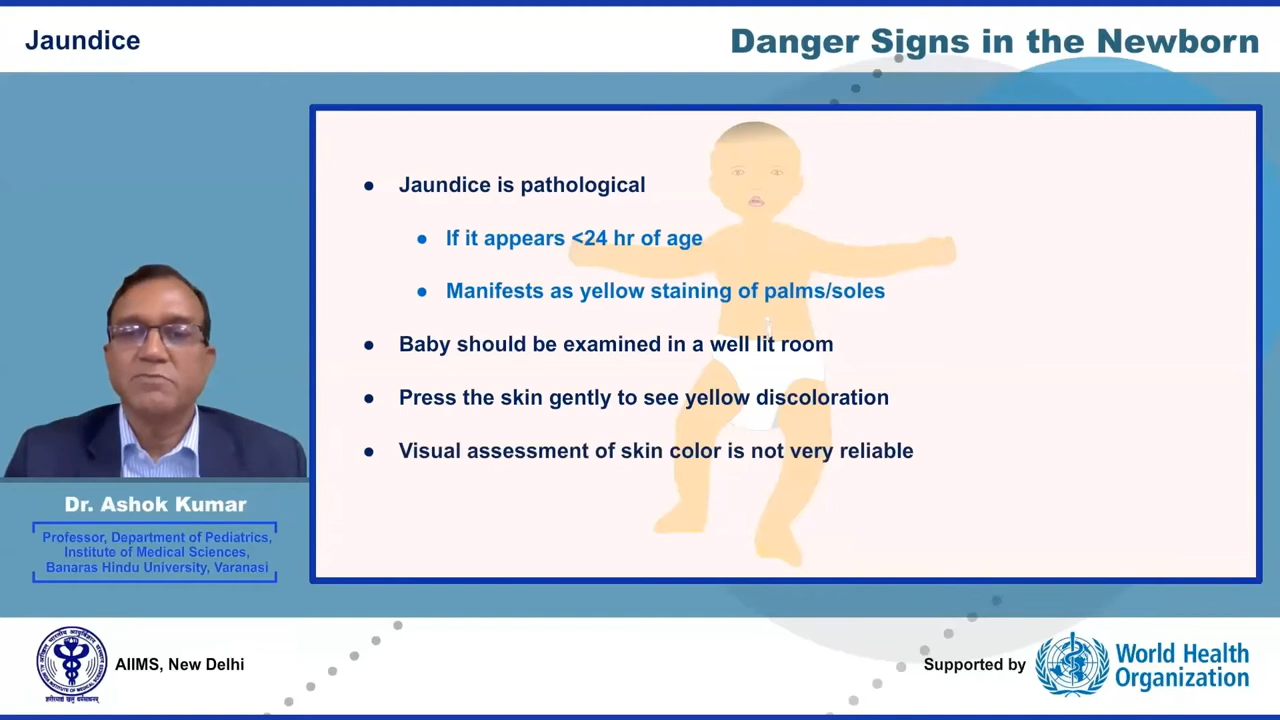 Jaundice
Danger Signs in the Newborn
● Jaundice is pathological
● If it appears <24 hr of age
● Manifests as yellow staining of palms/soles
● Baby should be examined in a well lit room
● Press the skin gently to see yellow discoloration
● Visual assessment of skin color is not very reliable
Dr. Ashok Kumar
Professor, Department of Pediatrics,
Institute of Medical Sciences,
Banaras Hindu University, Varanasi
AIIMS, New Delhi
Supported by
World Health
Organization